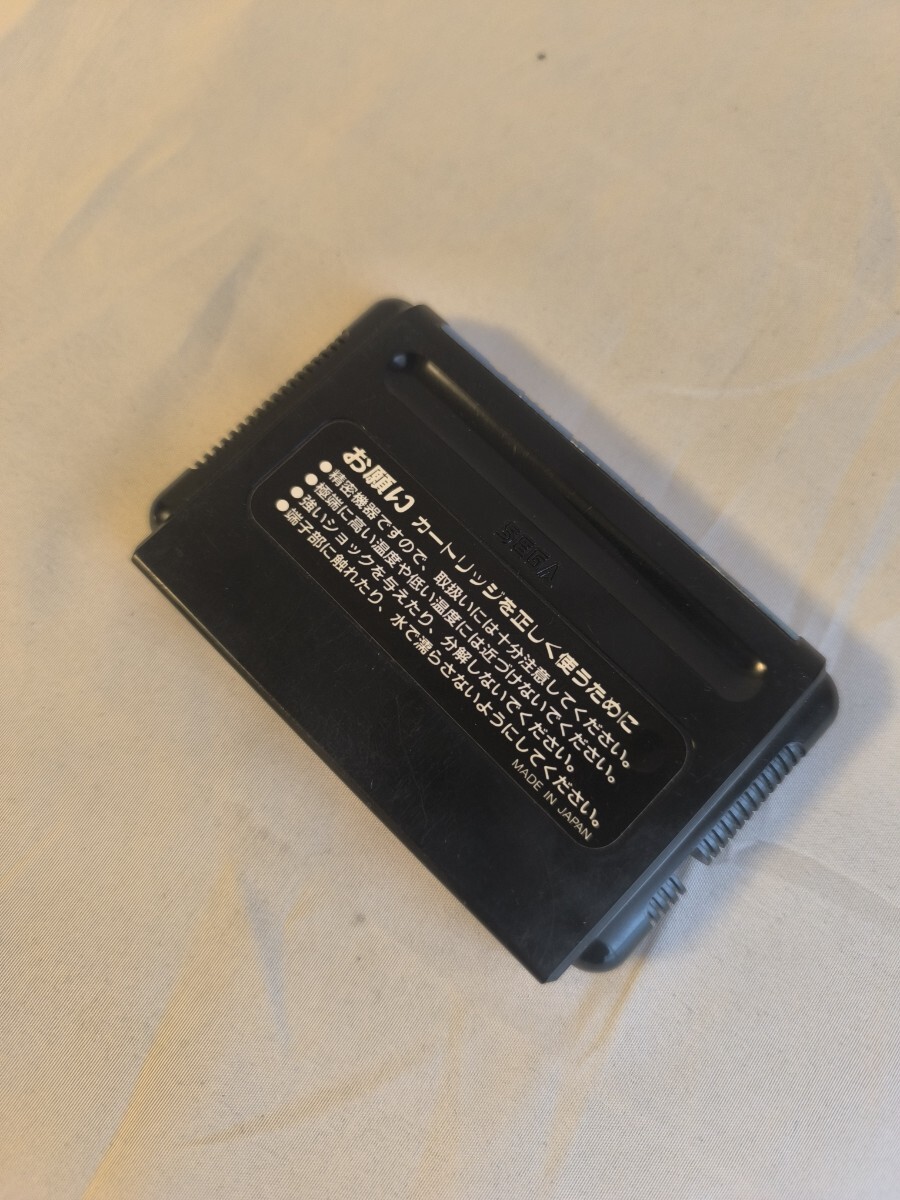 お願い カートリッジを正しく使うために
●精密機器ですので、取扱いには十分注意してください。
●極端に高い温度や低い温度には近づけないでください。
●強いショックを与えたり、分解しないでください。
●端子部に触れたり、水で濡らさないようにしてください。
MADE IN JAPAN
SEGA